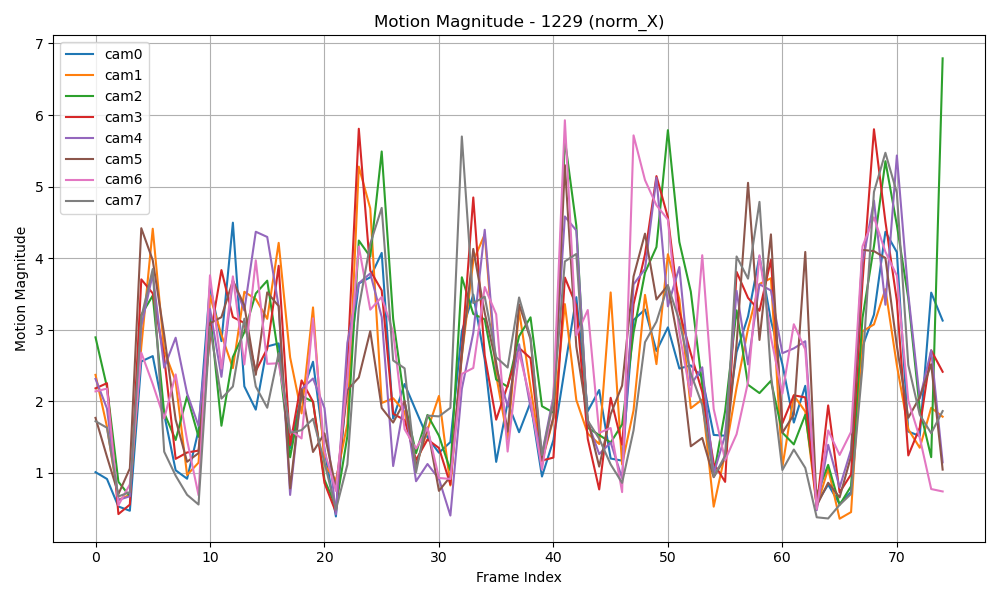 Motion Magnitude - 1229 (norm_X)
7
6
5
4
3
2
1
Motion Magnitude
cam0
cam1
cam2
cam3
cam4
cam5
cam6
cam7
0 10 20 30 40 50 60 70
Frame Index